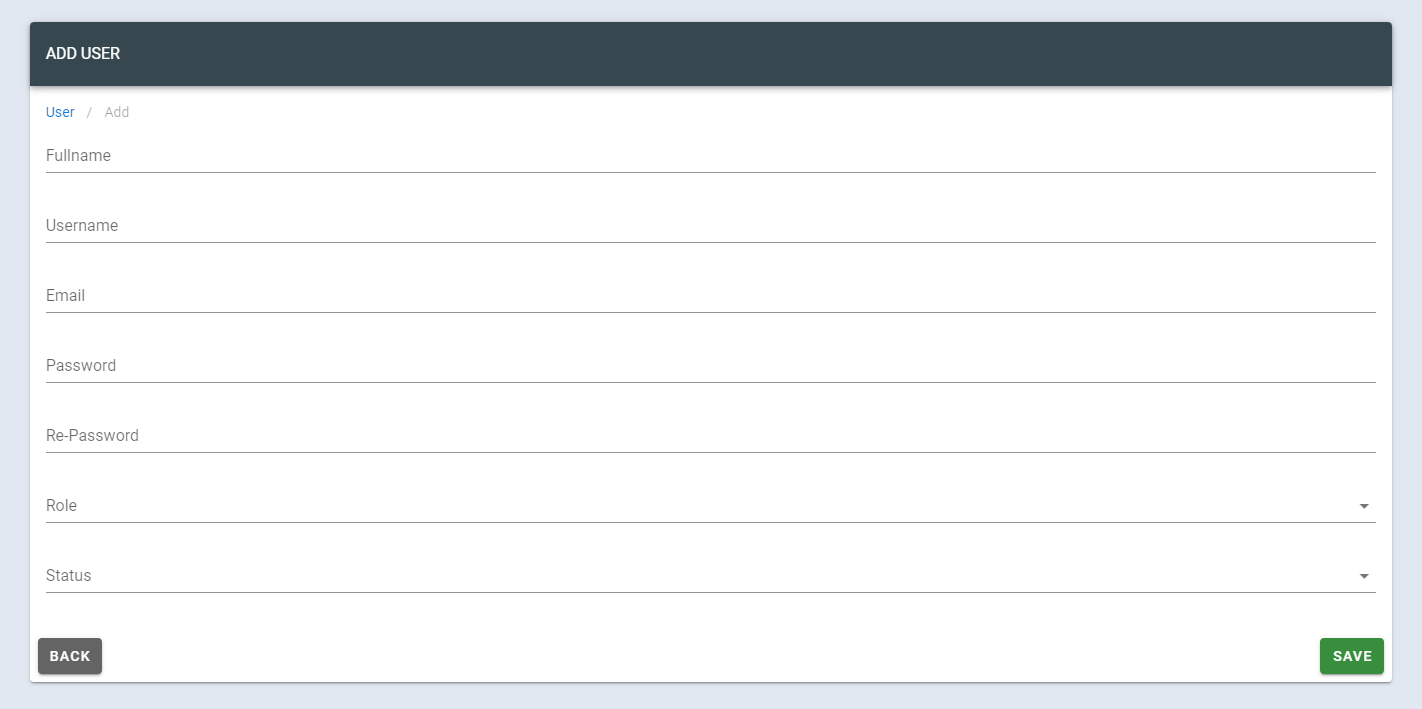 ADD USER
User / Add
Fullname
Username
Email
Password
Re-Password
Role
Status
BACK
SAVE